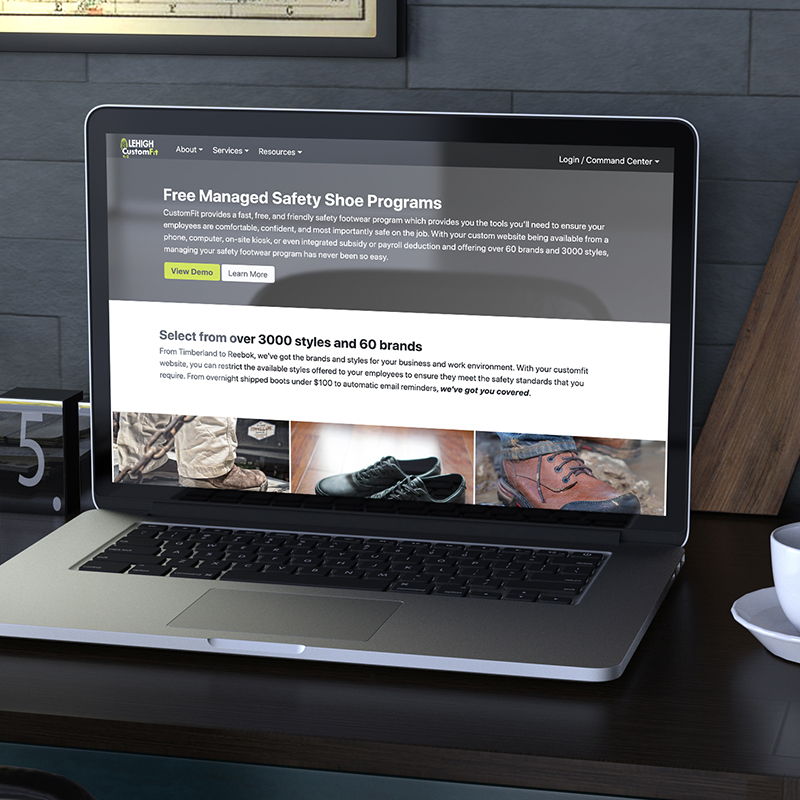 E F G
LEHIGH
CustomFit
About Services Resources Login / Command Center
Free Managed Safety Shoe Programs
CustomFit provides a fast, free, and friendly safety footwear program which provides you the tools you'll need to ensure your
employees are comfortable, confident, and most importantly safe on the job. With your custom website being available from a
phone, computer, on-site kiosk, or even integrated subsidy or payroll deduction and offering over 60 brands and 3000 styles,
managing your safety footwear program has never been so easy.
View Demo Learn More
Select from over 3000 styles and 60 brands
From Timberland to Reebok, we've got the brands and styles for your business and work environment. With your customfit
website, you can restrict the available styles offered to your employees to ensure they meet the safety standards that you
require. From overnight shipped boots under $100 to automatic email reminders, we've got you covered.
5